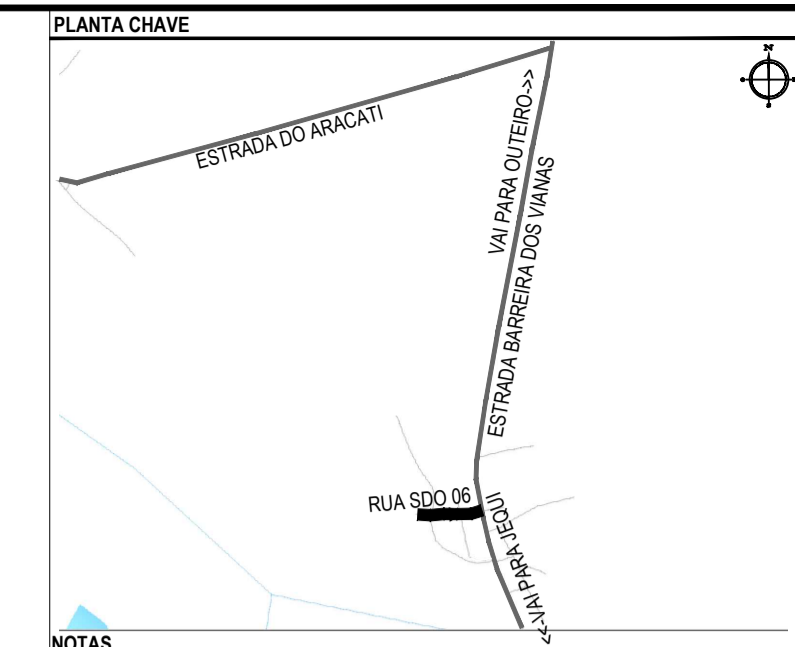 PLANTA CHAVE
N
ESTRADA DO ARACATI
VAI PARA OUTEIRO->>
ESTRADA BARREIRA DOS VIANAS
RUA SDO 06
<<-VAI PARA JEQUI
NOTAS